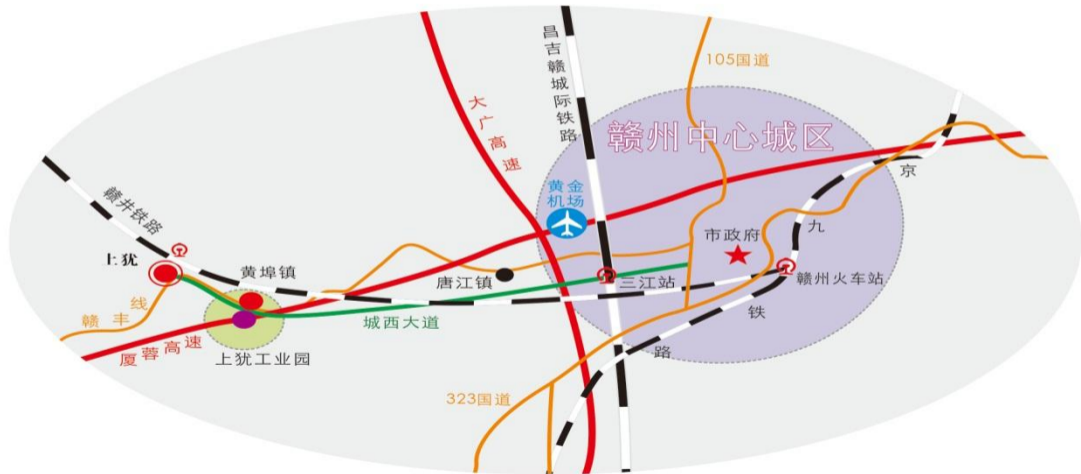 昌吉赣城际铁路
105国道
大广高速
赣州中心城区
黄金
机场
京九铁路
赣井铁路
上犹
黄埠镇
唐江镇
三江站
市政府
赣州火车站
赣丰线
城西大道
厦蓉高速
上犹工业园
323国道